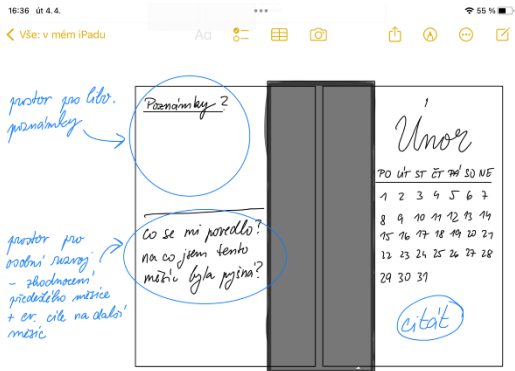 16:36 út 4. 4.
55 %
Vše: v mém iPadu
Aa
prostor pro libo.
poznámky
Poznámky?
prostor pro
osobní rozvoj
- zhodnocení
předešlého měsíce
+ ev. cíle na další
měsíc
co se mi povedlo?
na co jsem tento
měsíc byla pyšná?
Únor
PO ÚT ST ČT PÁ SO NE
1 2 3 4 5 6 7
8 9 10 11 12 13 14
15 16 17 18 19 20 21
22 23 24 25 26 27 28
29 30 31
citát